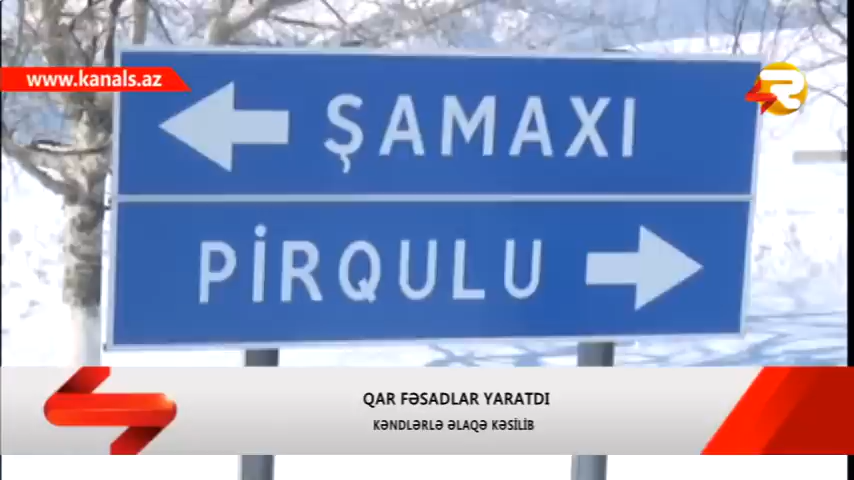 www.kanals.az
ŞAMAXI
PİRQULU
QAR FƏSADLAR YARATDI
KƏNDLƏRLƏ ƏLAQƏ KƏSİLİB